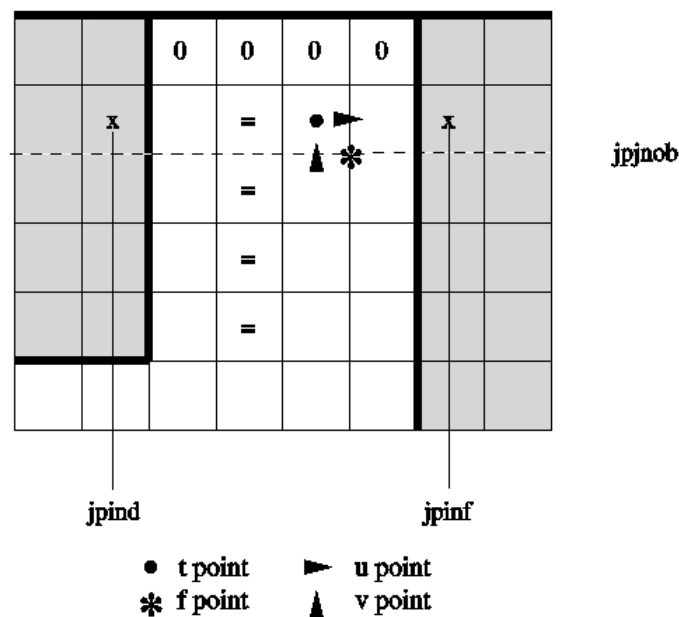 0 0 0 0
x = x
jpjnob
=
=
=
jpind jpinf
t point u point
f point v point